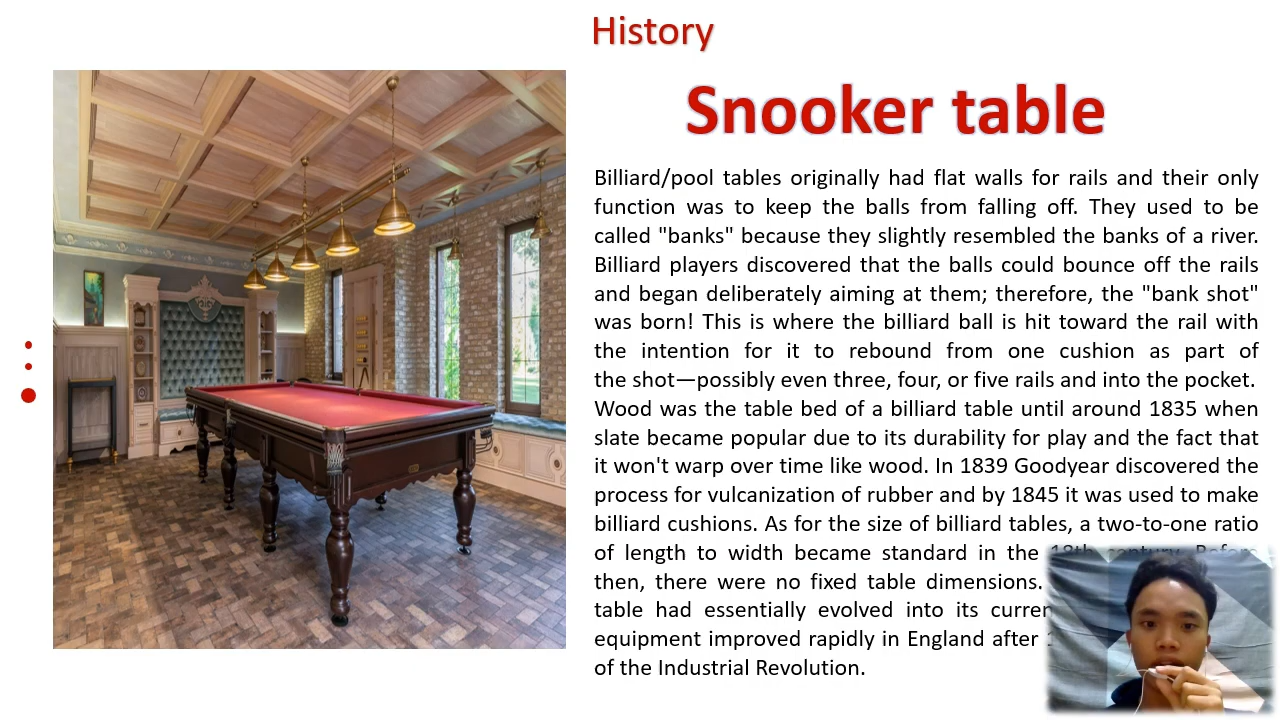 History
Snooker table
Billiard/pool tables originally had flat walls for rails and their only
function was to keep the balls from falling off. They used to be
called "banks" because they slightly resembled the banks of a river.
Billiard players discovered that the balls could bounce off the rails
and began deliberately aiming at them; therefore, the "bank shot"
was born! This is where the billiard ball is hit toward the rail with
the intention for it to rebound from one cushion as part of
the shot—possibly even three, four, or five rails and into the pocket.
Wood was the table bed of a billiard table until around 1835 when
slate became popular due to its durability for play and the fact that
it won't warp over time like wood. In 1839 Goodyear discovered the
process for vulcanization of rubber and by 1845 it was used to make
billiard cushions. As for the size of billiard tables, a two-to-one ratio
of length to width became standard in the 18th century. Before
then, there were no fixed table dimensions.
table had essentially evolved into its
equipment improved rapidly in England after
of the Industrial Revolution.